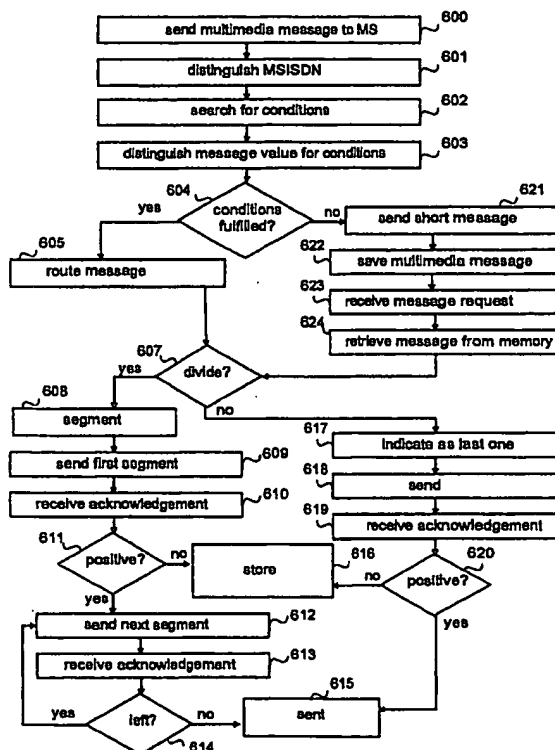 send multimedia message to MS
600
distinguish MSISDN
601
search for conditions
602
distinguish message value for conditions
603
604
conditions
fulfilled?
yes
no
605
route message
621
send short message
622
save multimedia message
623
receive message request
624
retrieve message from memory
607
divide?
yes
no
608
segment
609
send first segment
610
receive acknowledgement
611
positive?
no
yes
612
send next segment
613
receive acknowledgement
left?
yes
no
614
617
indicate as last one
618
send
619
receive acknowledgement
616
store
620
positive?
no
yes
615
sent